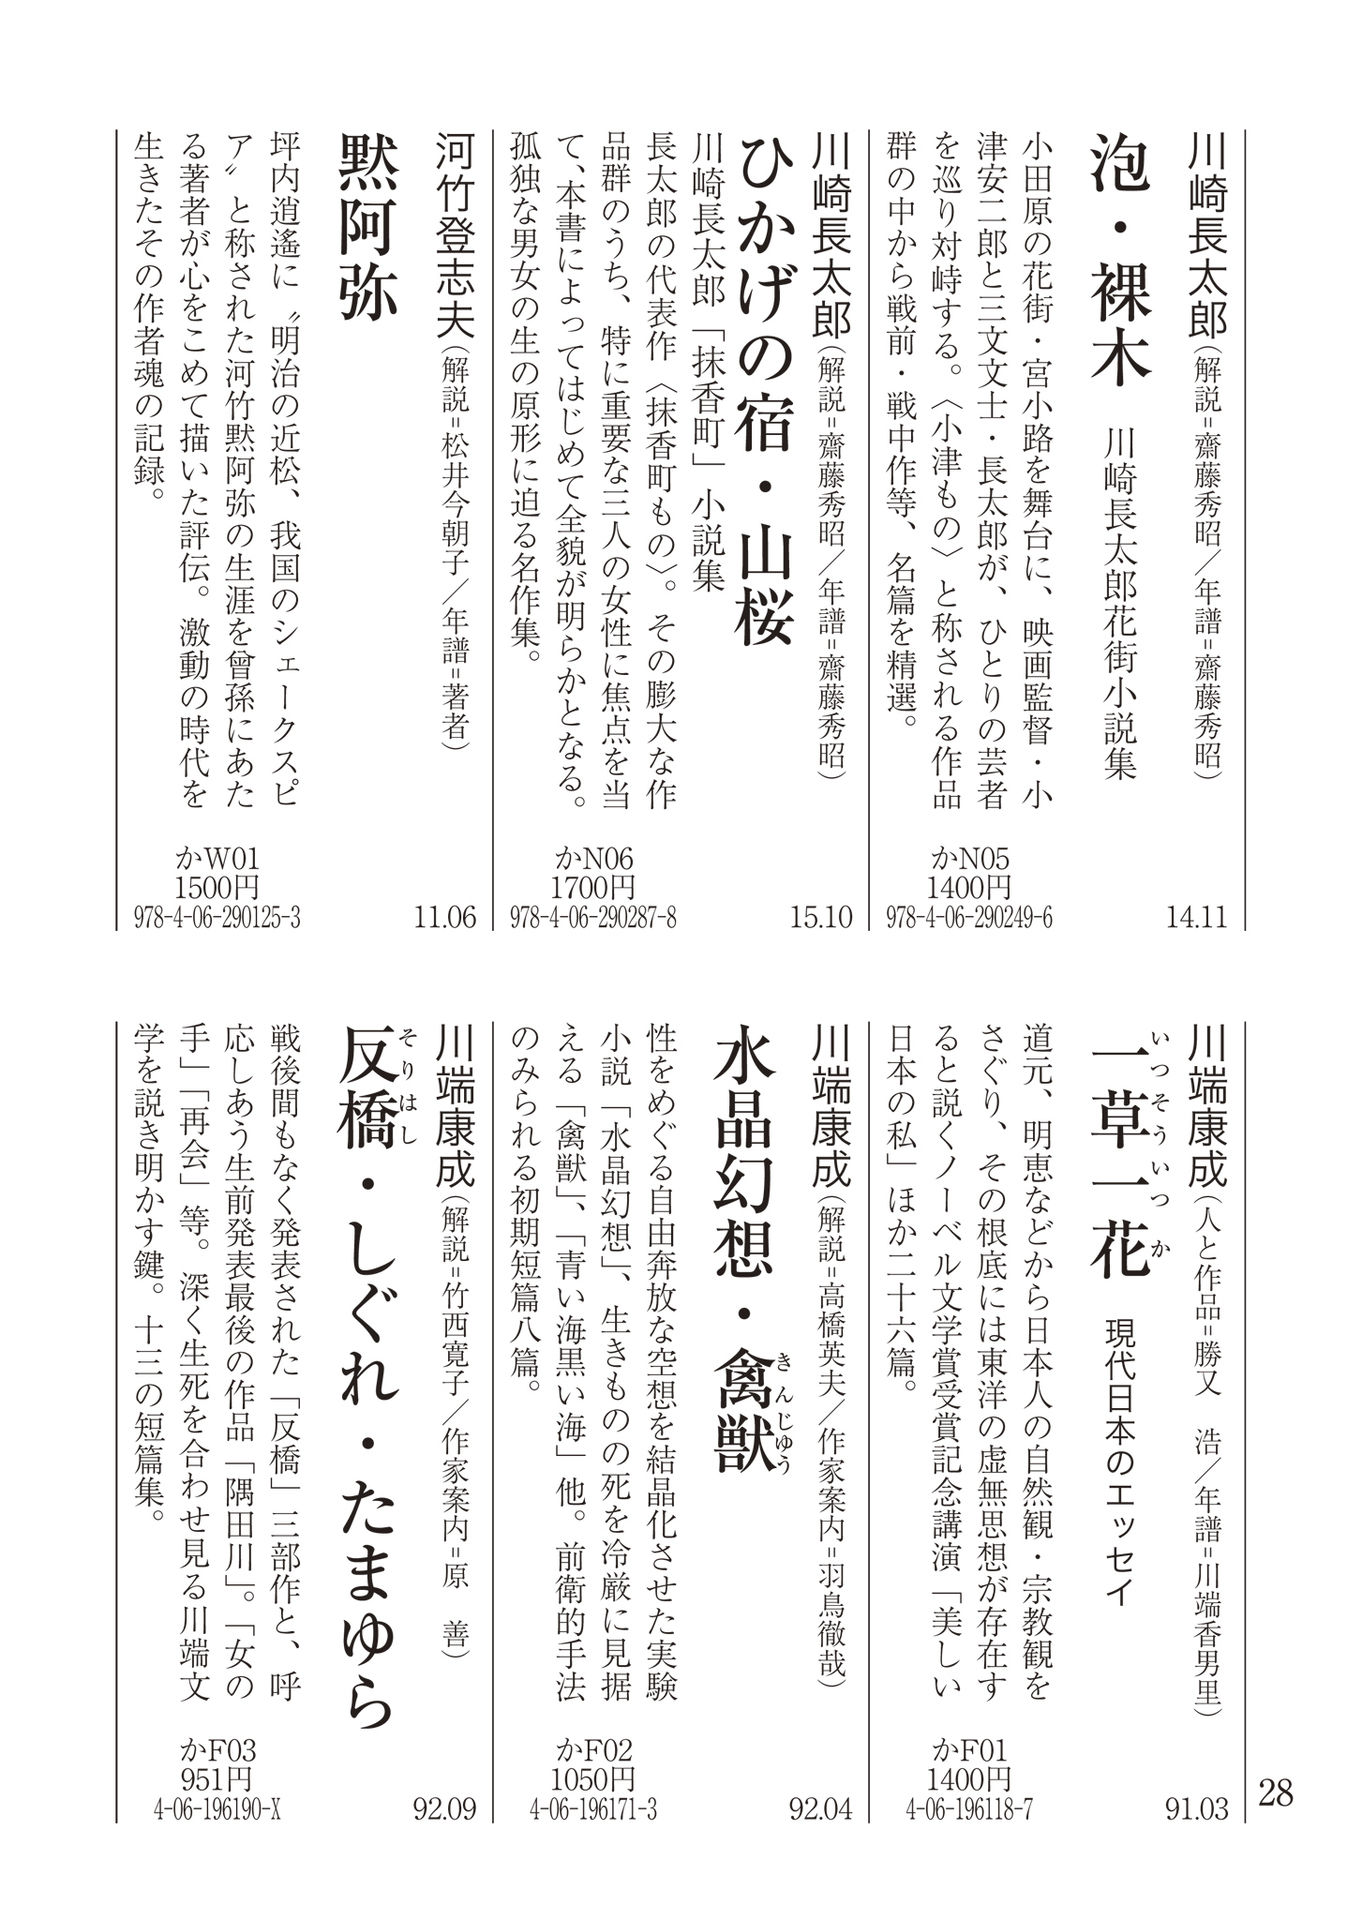 川崎長太郎（解説=齋藤秀昭／年譜=齋藤秀昭）
泡・裸木　川崎長太郎花街小説集
小田原の花街・宮小路を舞台に、映画監督・小
津安二郎と三文文士・長太郎が、ひとりの芸者
を巡り対峙する。〈小津もの〉と称される作品
群の中から戦前・戦中作等、名篇を精選。
かN05
1400円
978-4-06-290249-6
14.11
川崎長太郎（解説=齋藤秀昭／年譜=齋藤秀昭）
ひかげの宿・山桜
川崎長太郎「抹香町」小説集
長太郎の代表作〈抹香町もの〉。その膨大な作
品群のうち、特に重要な三人の女性に焦点を当
て、本書によってはじめて全貌が明らかとなる。
孤独な男女の生の原形に迫る名作集。
かN06
1700円
978-4-06-290287-8
15.10
河竹登志夫（解説=松井今朝子／年譜=著者）
黙阿弥
坪内逍遙に〝明治の近松、我国のシェークスピ
ア〟と称された河竹黙阿弥の生涯を曾孫にあた
る著者が心をこめて描いた評伝。激動の時代を
生きたその作者魂の記録。
かW01
1500円
978-4-06-290125-3
11.06
川端康成（人と作品=勝又　浩／年譜=川端香男里）
一草一花　現代日本のエッセイ
いっそういっか
道元、明恵などから日本人の自然観・宗教観を
さぐり、その根底には東洋の虚無思想が存在す
ると説くノーベル文学賞受賞記念講演「美しい
日本の私」ほか二十六篇。
かF01
1400円
4-06-196118-7
91.03
川端康成（解説=高橋英夫／作家案内=羽鳥徹哉）
水晶幻想・禽獣
きんじゅう
性をめぐる自由奔放な空想を結晶化させた実験
小説「水晶幻想」、生きものの死を冷厳に見据
える「禽獣」、「青い海黒い海」他。前衛的手法
のみられる初期短篇八篇。
かF02
1050円
4-06-196171-3
92.04
川端康成（解説=竹西寛子／作家案内=原　善）
反橋・しぐれ・たまゆら
そりはし
戦後間もなく発表された「反橋」三部作と、呼
応しあう生前発表最後の作品「隅田川」。「女の
手」「再会」等。深く生死を合わせ見る川端文
学を説き明かす鍵。十三の短篇集。
かF03
951円
4-06-196190-X
92.09
28